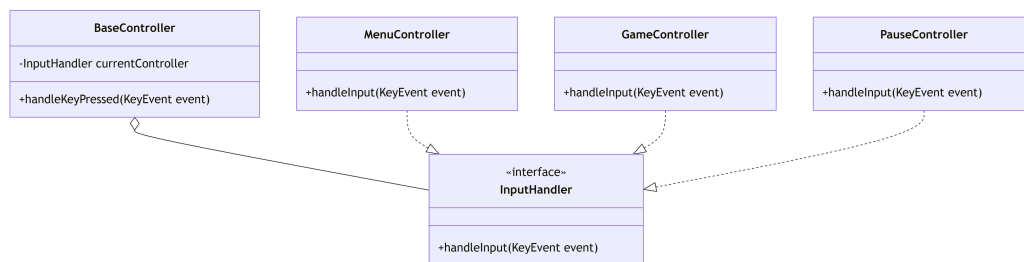 BaseController
-InputHandler currentController
+handleKeyPressed(KeyEvent event)
MenuController
+handleInput(KeyEvent event)
GameController
+handleInput(KeyEvent event)
PauseController
+handleInput(KeyEvent event)
«interface»
InputHandler
+handleInput(KeyEvent event)